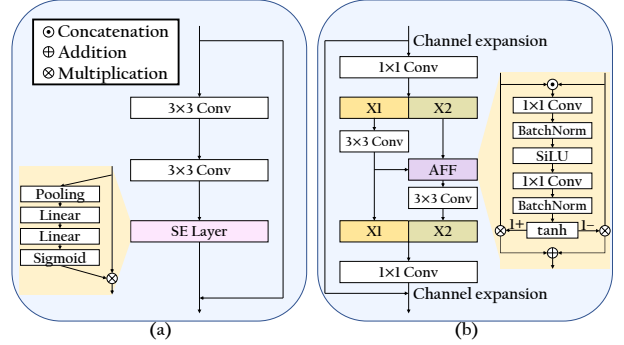 ⊙ Concatenation
⊕ Addition
⊗ Multiplication
3×3 Conv
3×3 Conv
SE Layer
Pooling
Linear
Linear
Sigmoid
(a)
Channel expansion
1×1 Conv
X1 X2
3×3 Conv
AFF
3×3 Conv
X1 X2
1×1 Conv
Channel expansion
1×1 Conv
BatchNorm
SiLU
1×1 Conv
BatchNorm
1+ tanh 1−
(b)